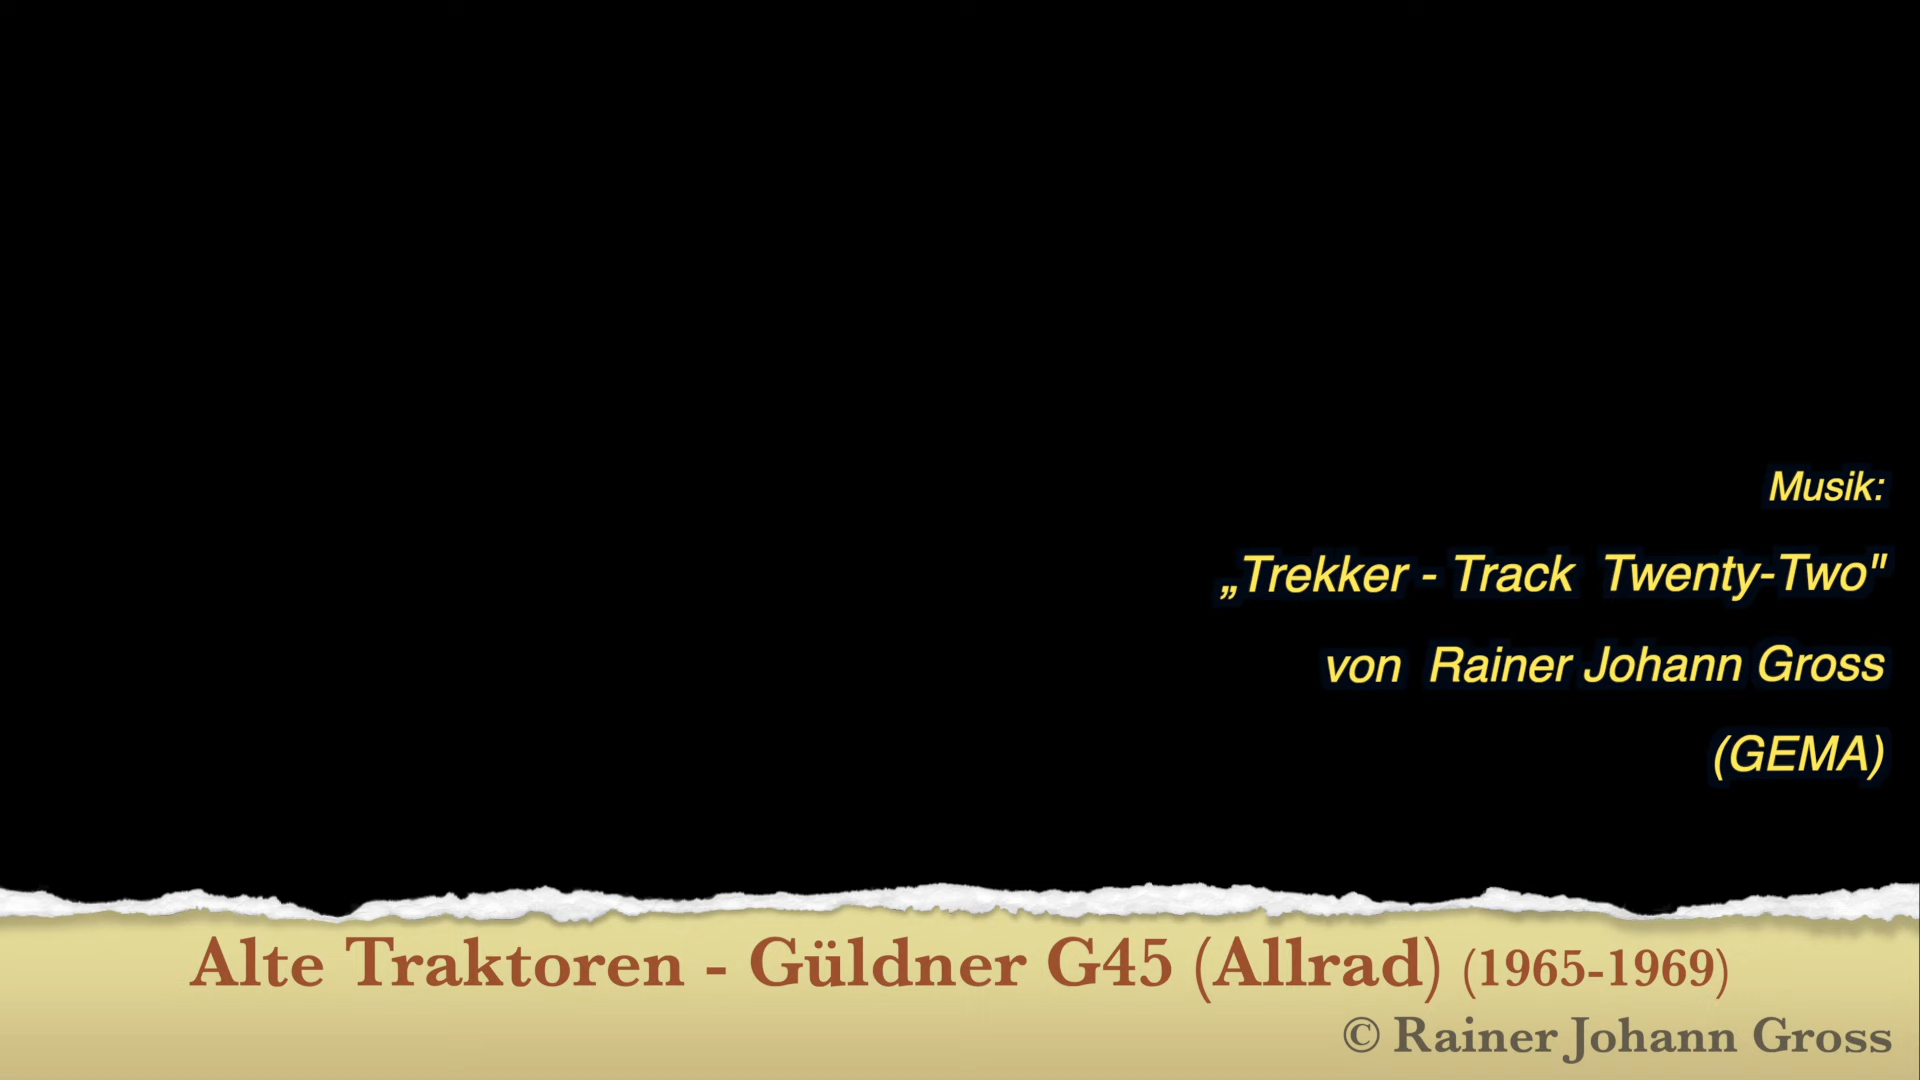 Musik:
„Trekker - Track Twenty-Two"
von Rainer Johann Gross
(GEMA)
Alte Traktoren - Güldner G45 (Allrad) (1965-1969)
© Rainer Johann Gross